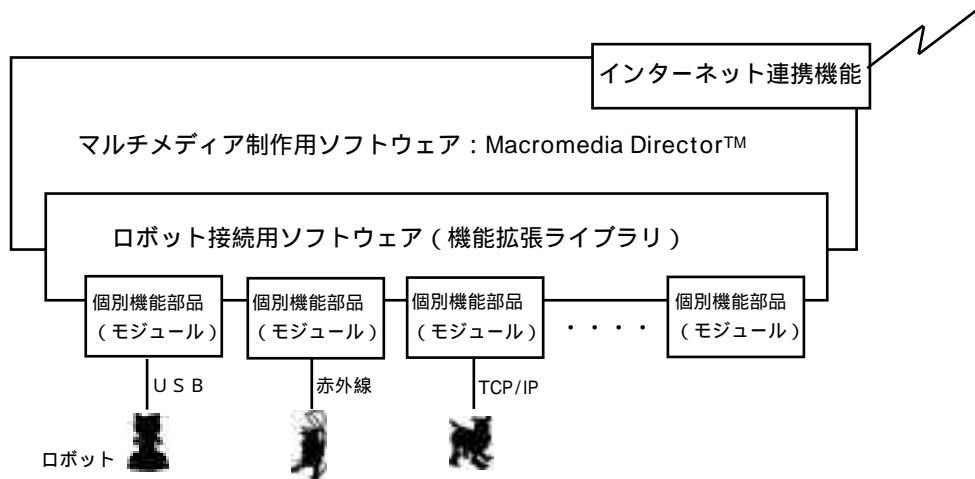 インターネット連携機能
マルチメディア制作用ソフトウェア：Macromedia Director™
ロボット接続用ソフトウェア（機能拡張ライブラリ）
個別機能部品
（モジュール）
個別機能部品
（モジュール）
個別機能部品
（モジュール）
・・・・
個別機能部品
（モジュール）
ＵＳＢ
赤外線
TCP/IP
ロボット